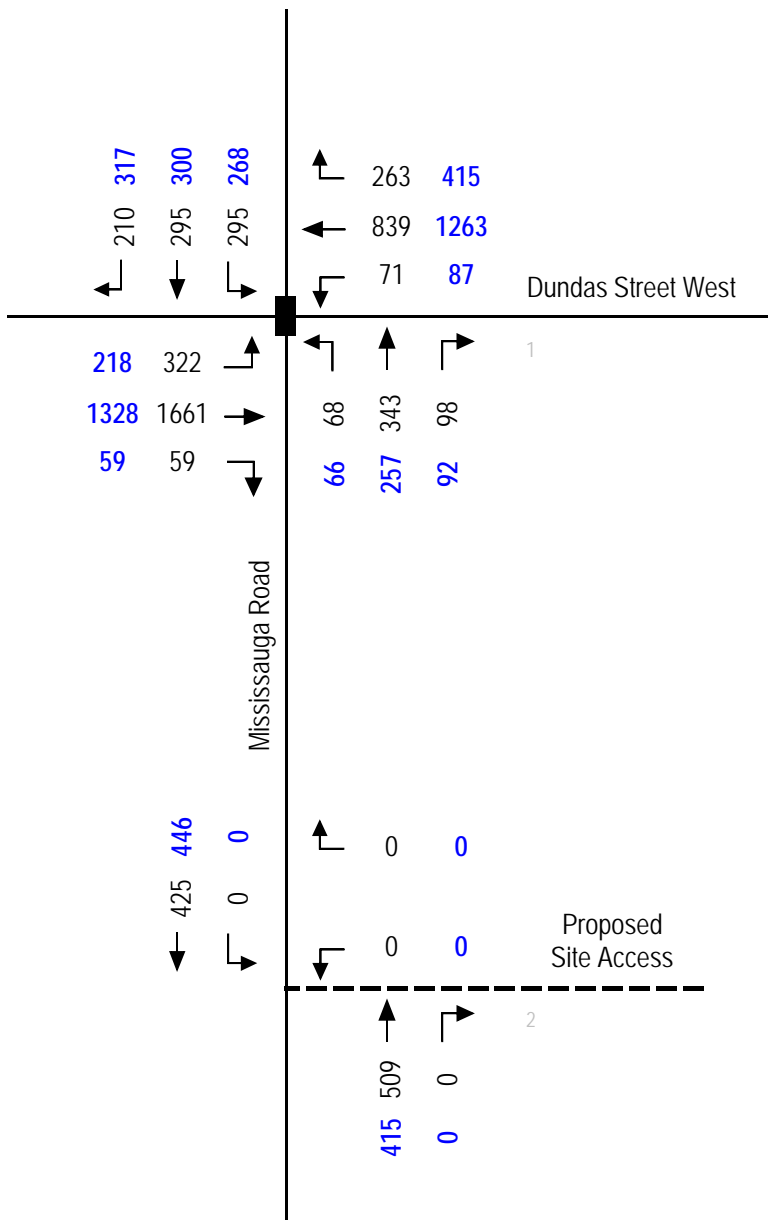 317 300 268
210 295 295
263 415
839 1263
71 87
Dundas Street West
1
218 322
1328 1661
59 59
68 343 98
66 257 92
Mississauga Road
446 0
425 0
0 0
0 0
Proposed
Site Access
2
509 0
415 0